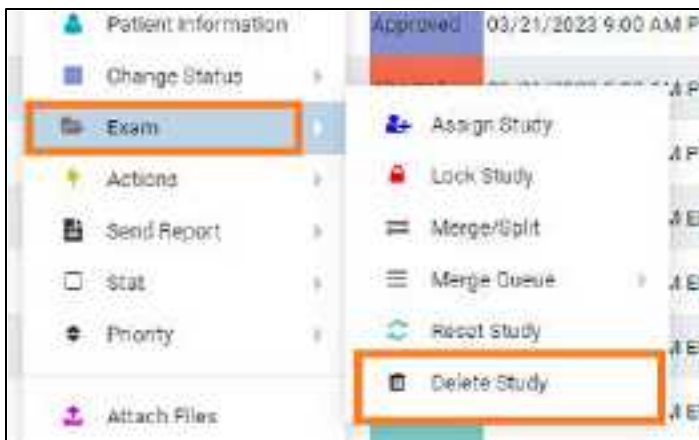 Patient Information
Change Status
Exam
Actions
Send Report
Stat
Priority
Attach Files
Approved 03/21/2023 9:00 AM P
Assign Study
Lock Study
Merge/Split
Merge Queue
Reset Study
Delete Study